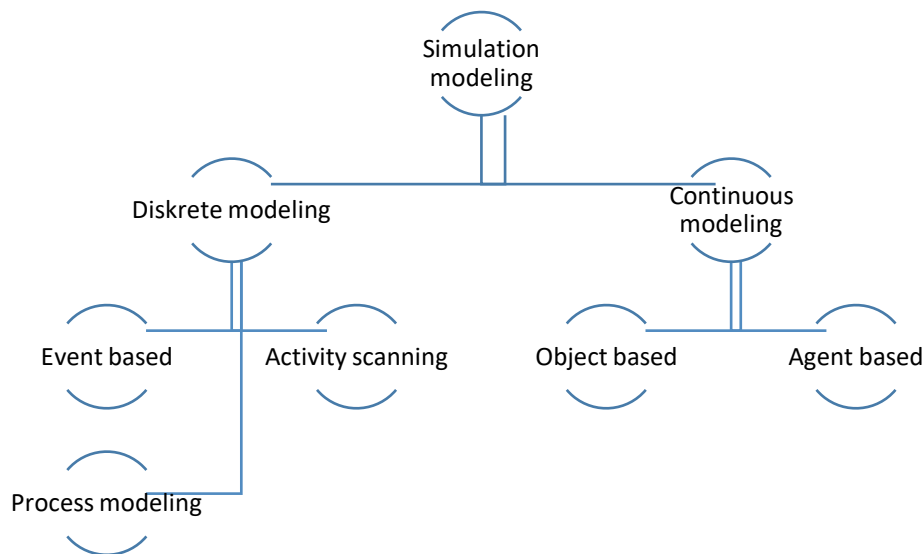 Simulation
modeling
Diskrete modeling
Continuous
modeling
Event based
Activity scanning
Object based
Agent based
Process modeling